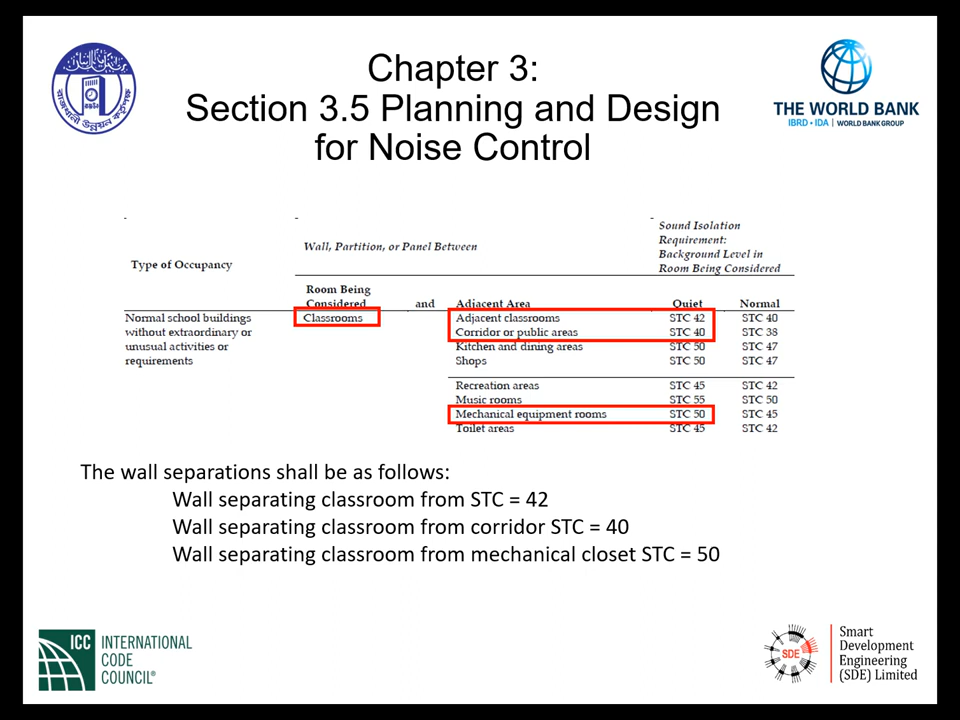 Chapter 3:
Section 3.5 Planning and Design
for Noise Control
রাজধানী উন্নয়ন কর্তৃপক্ষ
THE WORLD BANK
IBRD • IDA | WORLD BANK GROUP
Type of Occupancy
Wall, Partition, or Panel Between
Sound Isolation
Requirement:
Background Level in
Room Being Considered
Room Being
Considered and Adjacent Area Quiet Normal
Normal school buildings Classrooms Adjacent classrooms STC 42 STC 40
without extraordinary or Corridor or public areas STC 40 STC 38
unusual activities or Kitchen and dining areas STC 50 STC 47
requirements Shops STC 50 STC 47
Recreation areas STC 45 STC 42
Music rooms STC 55 STC 50
Mechanical equipment rooms STC 50 STC 45
Toilet areas STC 45 STC 42
The wall separations shall be as follows:
Wall separating classroom from STC = 42
Wall separating classroom from corridor STC = 40
Wall separating classroom from mechanical closet STC = 50
ICC INTERNATIONAL
CODE
COUNCIL®
SDE
Smart
Development
Engineering
(SDE) Limited